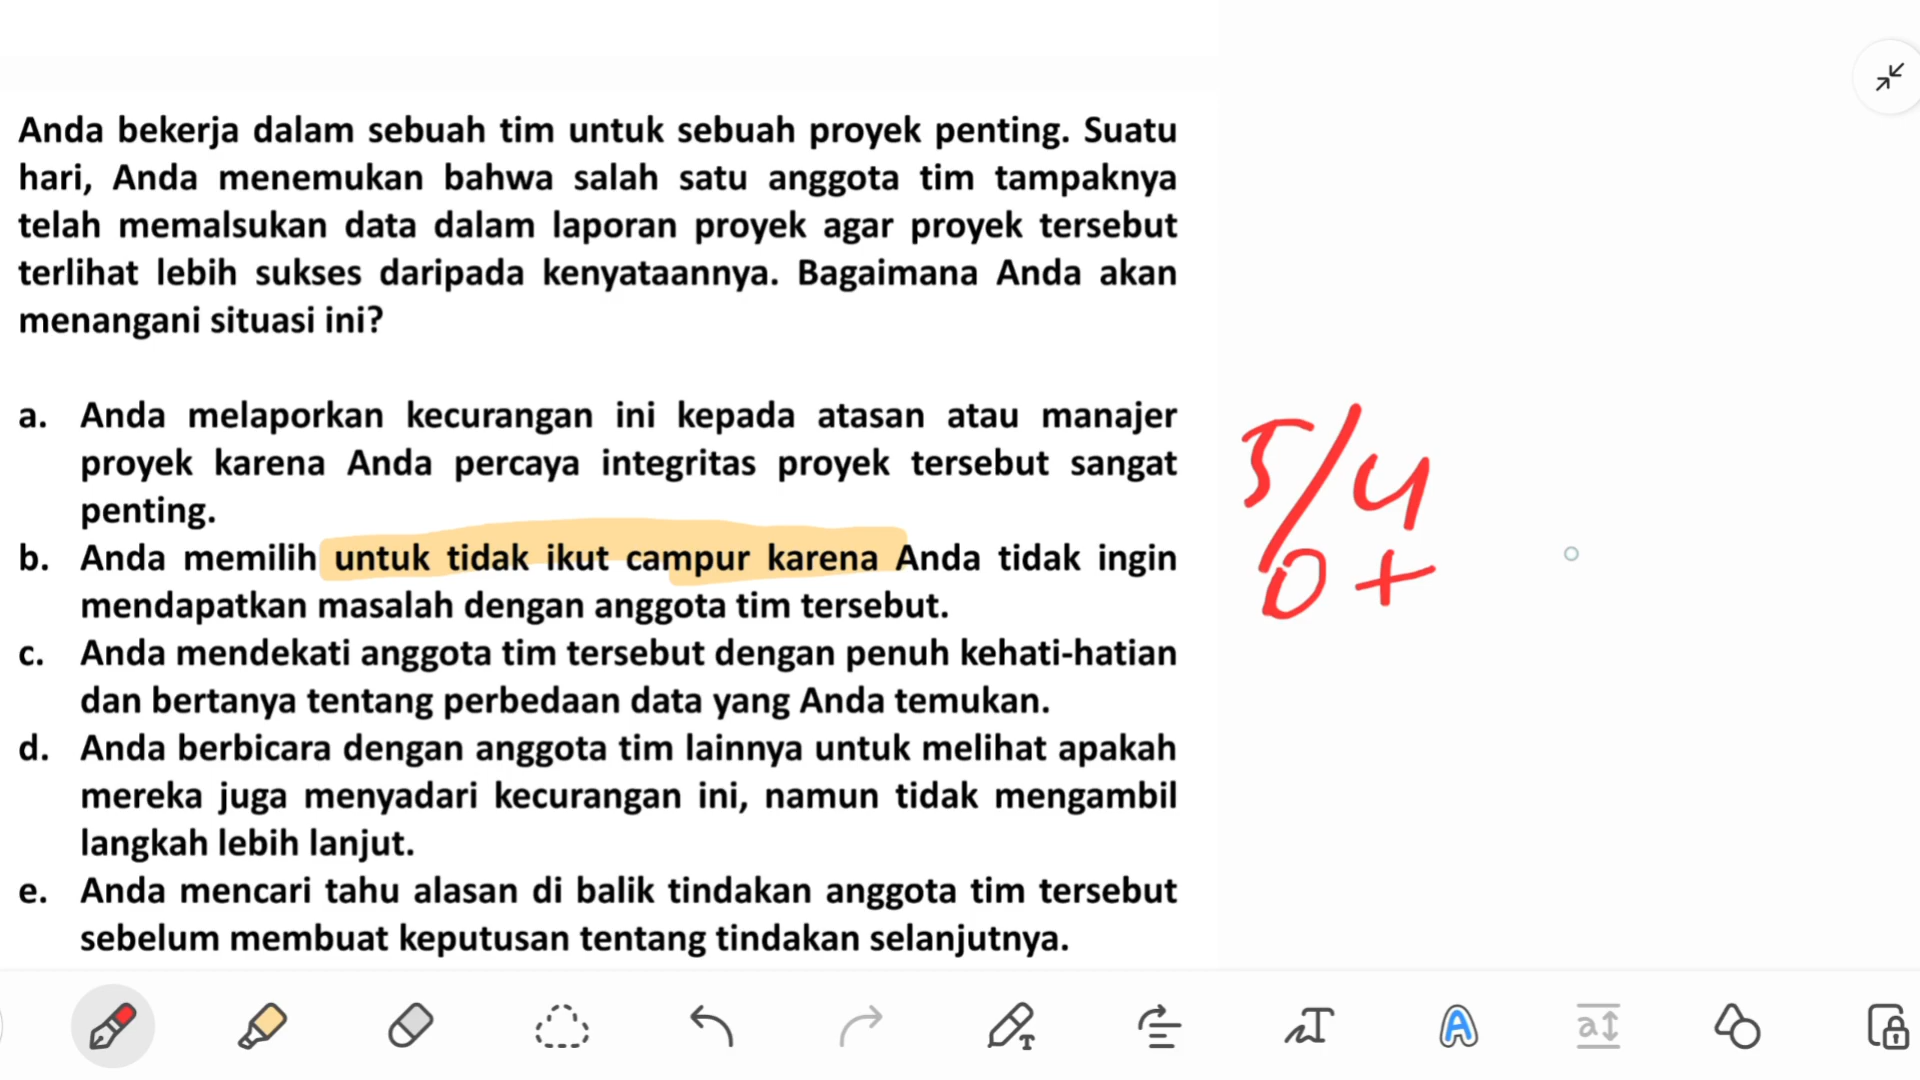 Anda bekerja dalam sebuah tim untuk sebuah proyek penting. Suatu
hari, Anda menemukan bahwa salah satu anggota tim tampaknya
telah memalsukan data dalam laporan proyek agar proyek tersebut
terlihat lebih sukses daripada kenyataannya. Bagaimana Anda akan
menangani situasi ini?
a. Anda melaporkan kecurangan ini kepada atasan atau manajer
proyek karena Anda percaya integritas proyek tersebut sangat
penting.
b. Anda memilih untuk tidak ikut campur karena Anda tidak ingin
mendapatkan masalah dengan anggota tim tersebut.
c. Anda mendekati anggota tim tersebut dengan penuh kehati-hatian
dan bertanya tentang perbedaan data yang Anda temukan.
d. Anda berbicara dengan anggota tim lainnya untuk melihat apakah
mereka juga menyadari kecurangan ini, namun tidak mengambil
langkah lebih lanjut.
e. Anda mencari tahu alasan di balik tindakan anggota tim tersebut
sebelum membuat keputusan tentang tindakan selanjutnya.
5/4
0 +